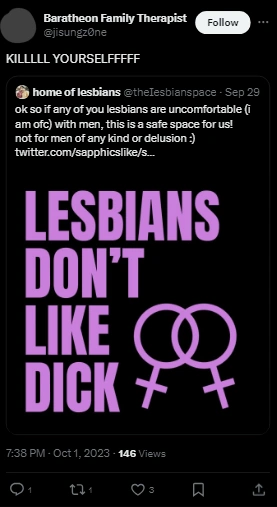 Baratheon Family Therapist
Follow
@jisungz0ne
KILLLLL YOURSELFFFFF
home of lesbians @thelesbianspace · Sep 29
ok so if any of you lesbians are uncomfortable (i
am ofc) with men, this is a safe space for us!
not for men of any kind or delusion :)
twitter.com/sapphicslike/s...
LESBIANS
DON'T
LIKE
DICK
7:38 PM · Oct 1, 2023 · 146 Views
1 1 3